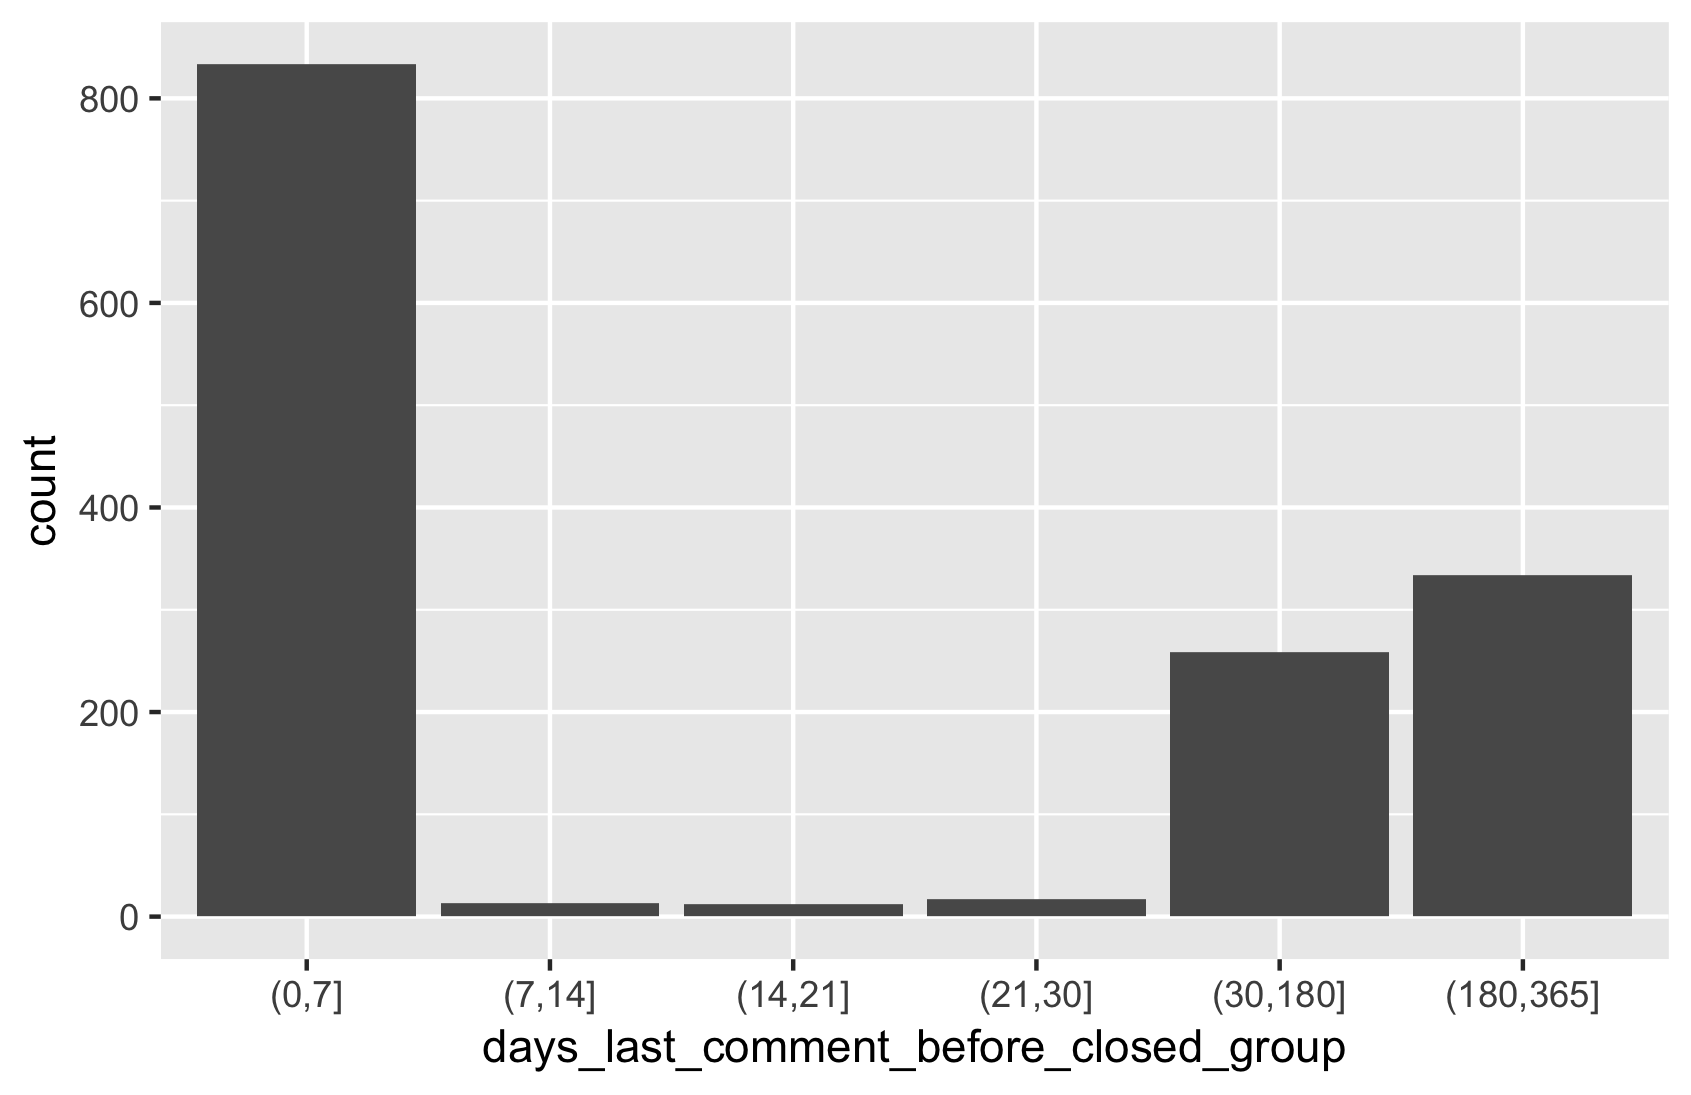 count
800
600
400
200
0
(0,7] (7,14] (14,21] (21,30] (30,180] (180,365]
days_last_comment_before_closed_group